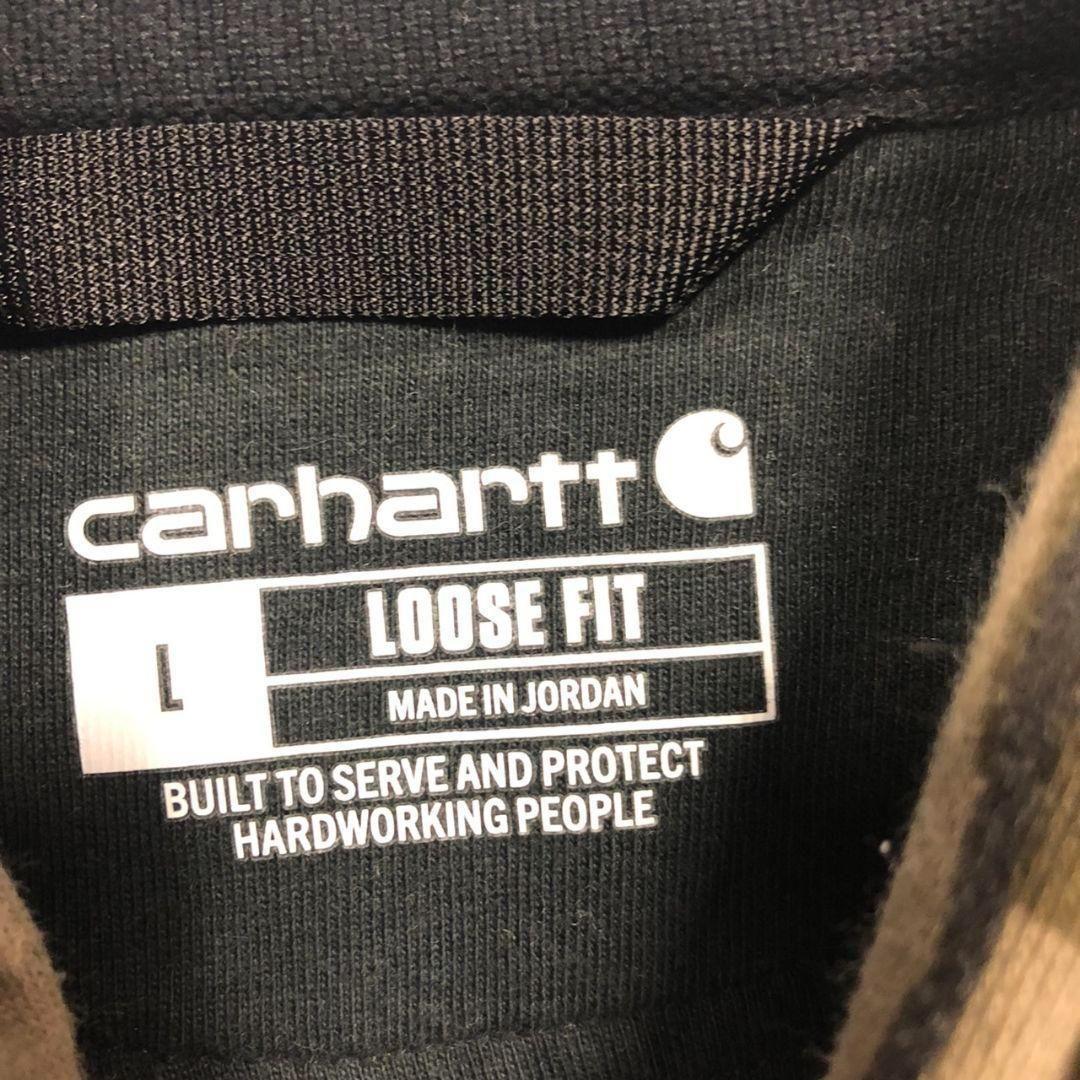 carhartt
L
LOOSE FIT
MADE IN JORDAN
BUILT TO SERVE AND PROTECT
HARDWORKING PEOPLE